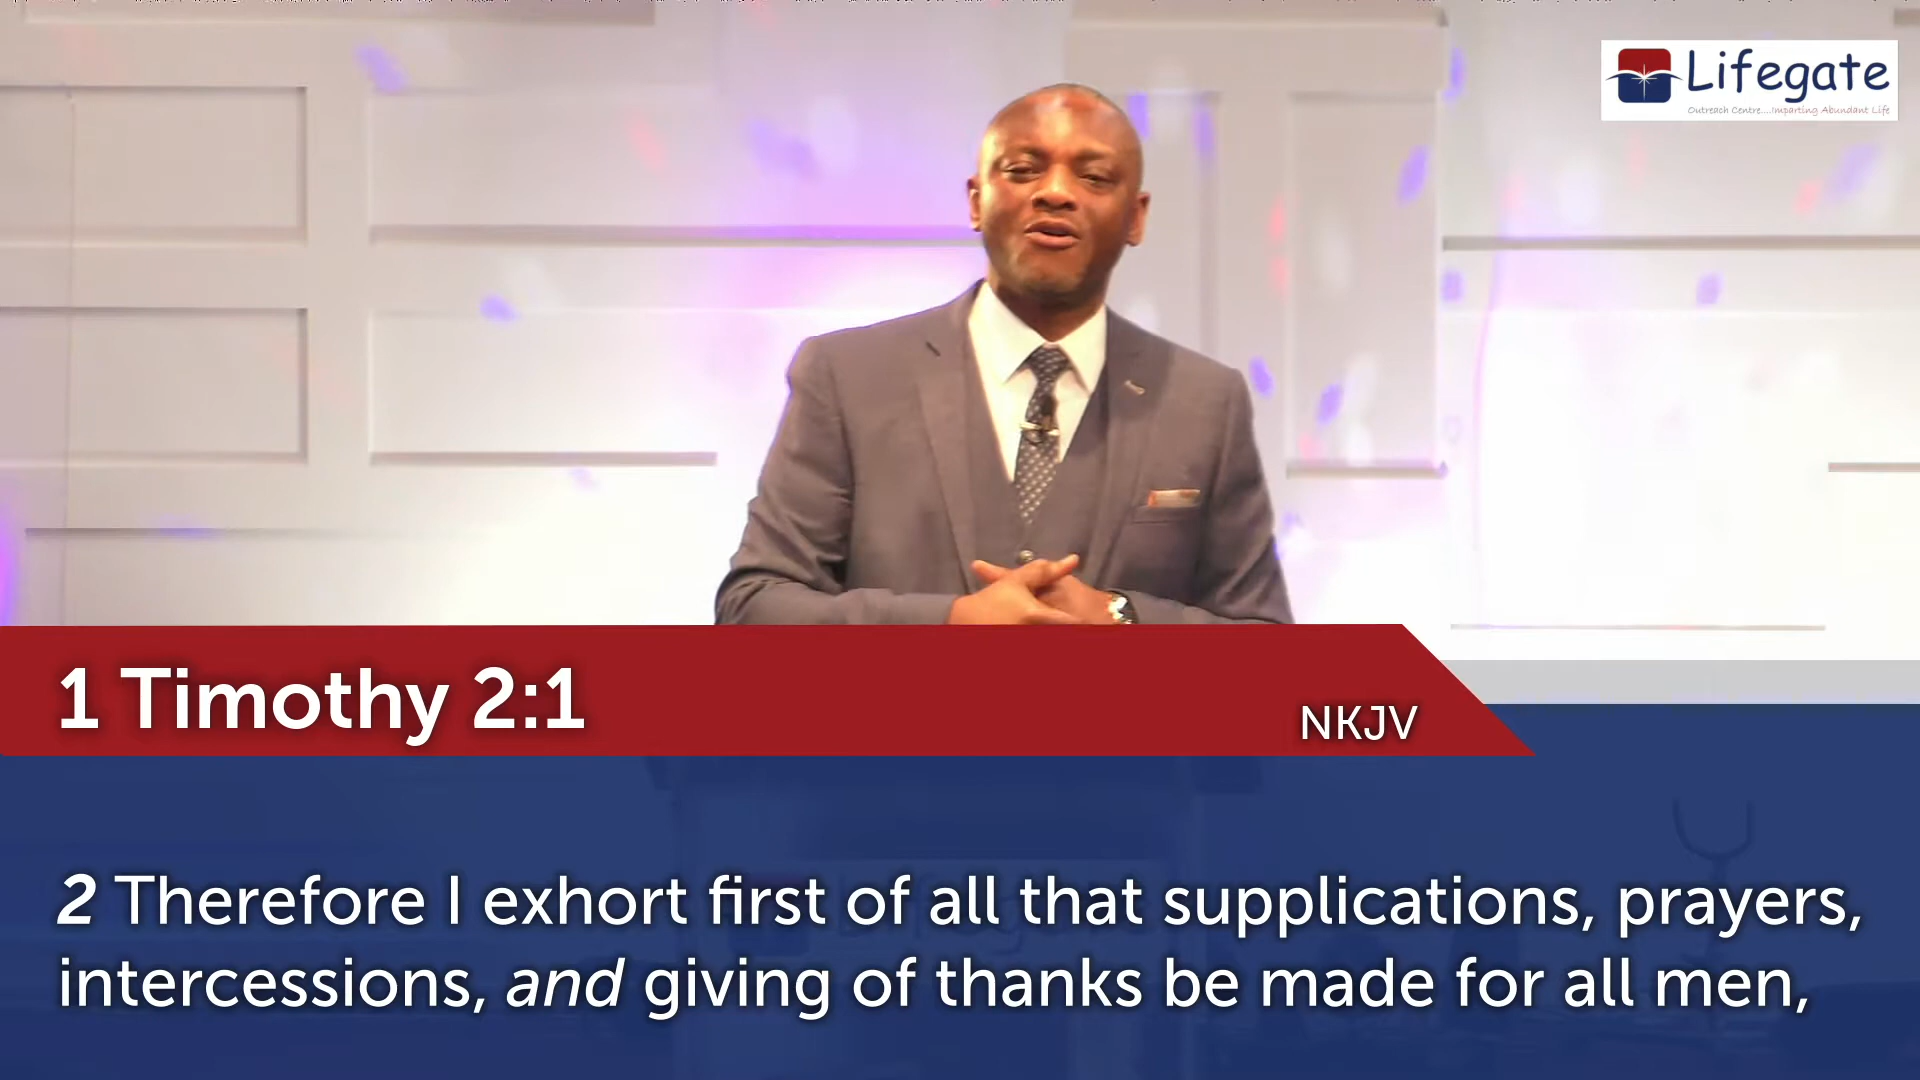 Lifegate
Outreach Centre....Imparting Abundant Life
1 Timothy 2:1
NKJV
2 Therefore I exhort first of all that supplications, prayers,
intercessions, and giving of thanks be made for all men,